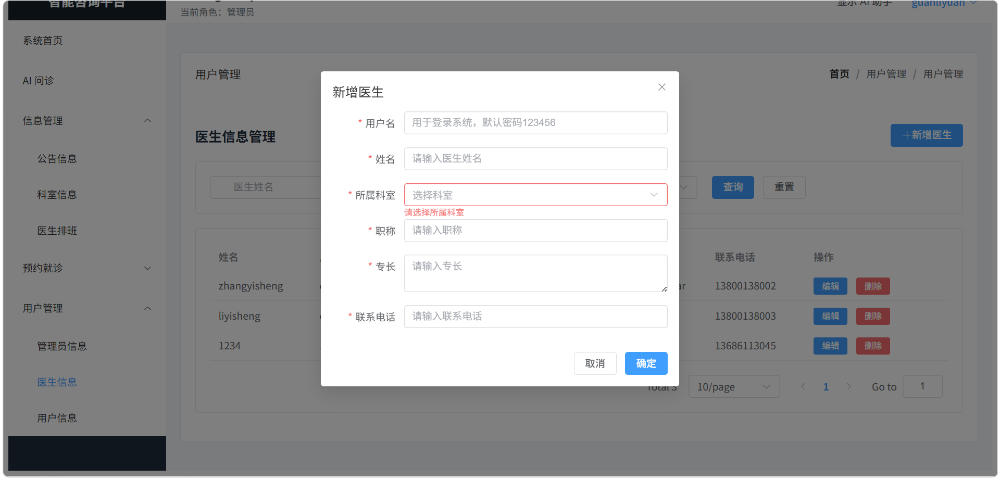 智能咨询平台
当前角色：管理员
显示 AI 助手
guanliyuan
系统首页
AI 问诊
信息管理
公告信息
科室信息
医生排班
预约就诊
用户管理
管理员信息
医生信息
用户信息
用户管理
首页 / 用户管理 / 用户管理
医生信息管理
+新增医生
医生姓名
查询
重置
姓名
联系电话
操作
zhangyisheng
ar
13800138002
编辑
删除
liyisheng
13800138003
编辑
删除
1234
13686113045
编辑
删除
Total 3
10/page
1
Go to
1
新增医生
* 用户名
用于登录系统，默认密码123456
* 姓名
请输入医生姓名
* 所属科室
选择科室
请选择所属科室
* 职称
请输入职称
* 专长
请输入专长
* 联系电话
请输入联系电话
取消
确定